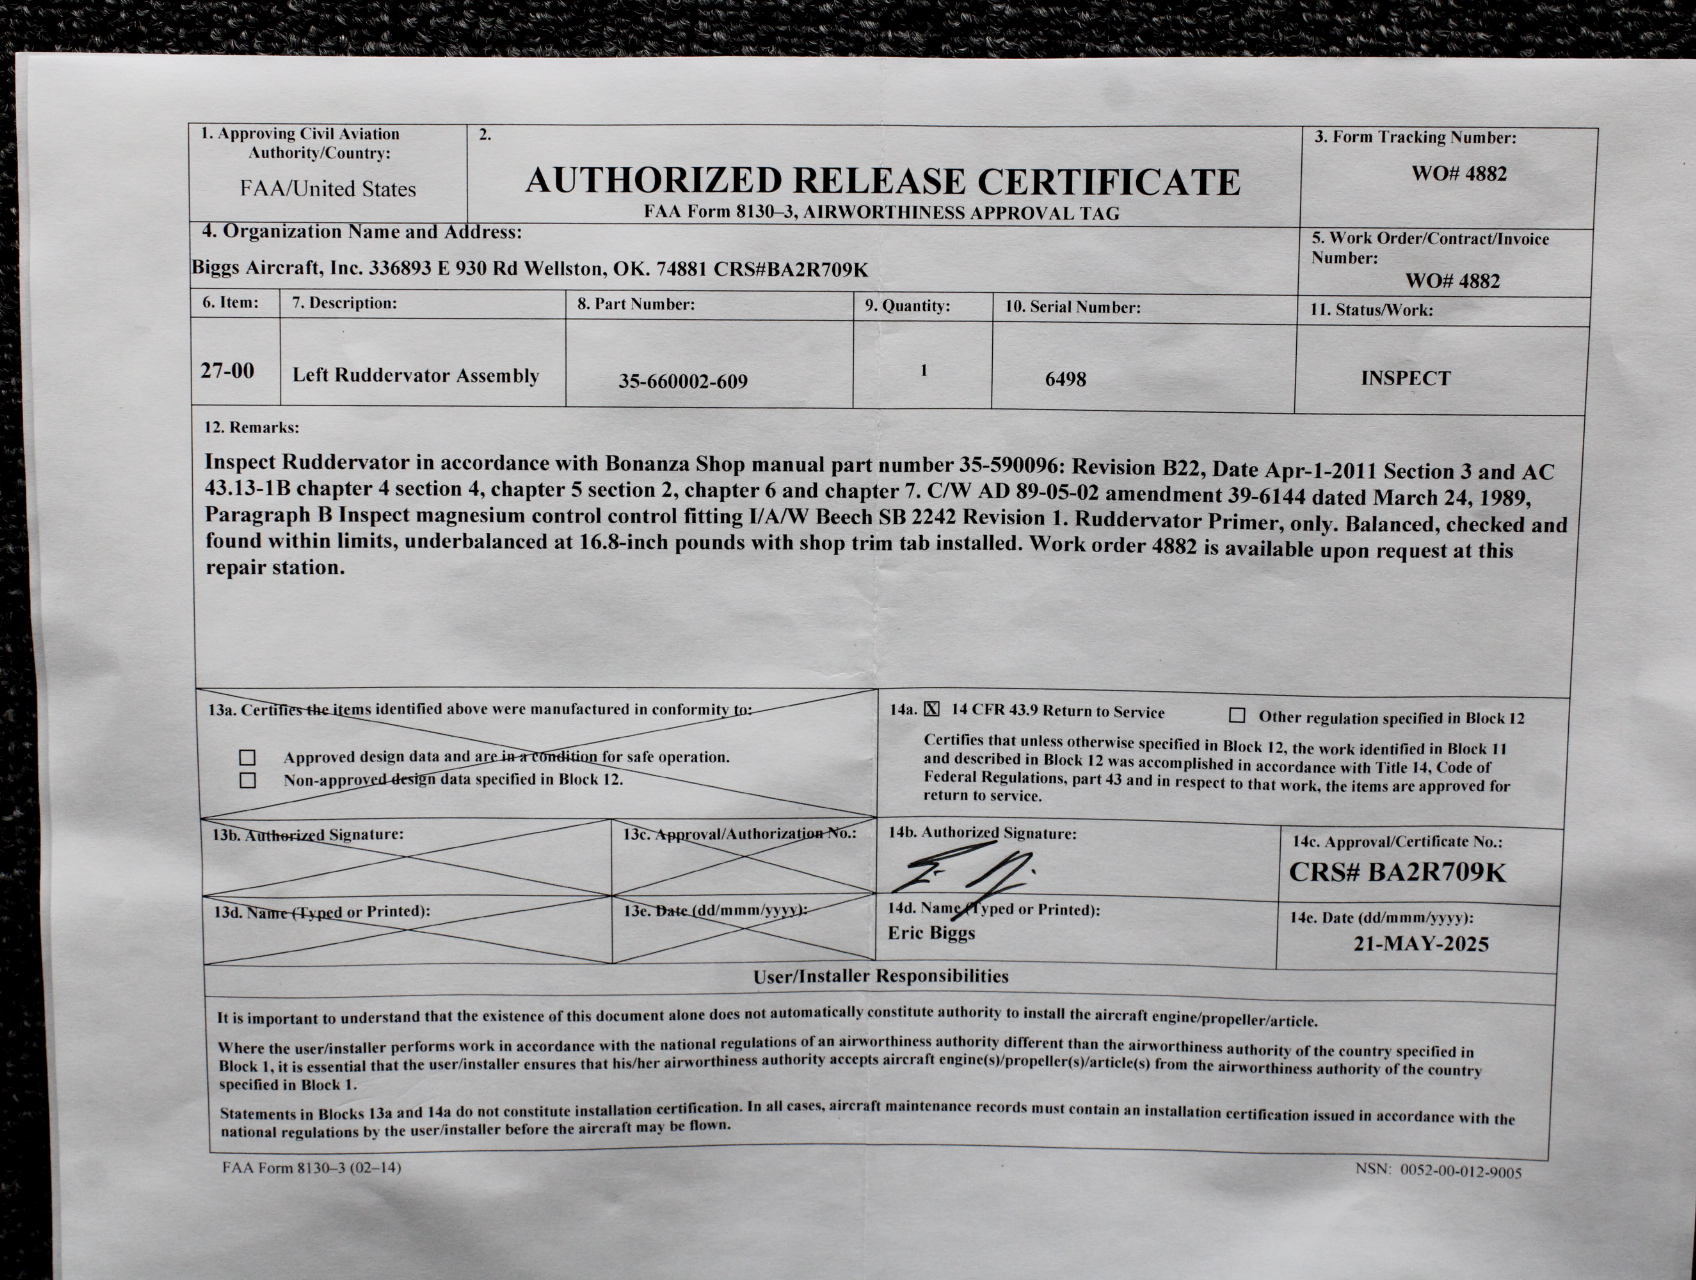 1. Approving Civil Aviation
Authority/Country:
FAA/United States
2.
AUTHORIZED RELEASE CERTIFICATE
FAA Form 8130–3, AIRWORTHINESS APPROVAL TAG
3. Form Tracking Number:
WO# 4882
4. Organization Name and Address:
Biggs Aircraft, Inc. 336893 E 930 Rd Wellston, OK. 74881 CRS#BA2R709K
5. Work Order/Contract/Invoice
Number:
WO# 4882
6. Item:
7. Description:
8. Part Number:
9. Quantity:
10. Serial Number:
11. Status/Work:
27-00
Left Ruddervator Assembly
35-660002-609
1
6498
INSPECT
12. Remarks:
Inspect Ruddervator in accordance with Bonanza Shop manual part number 35-590096: Revision B22, Date Apr-1-2011 Section 3 and AC
43.13-1B chapter 4 section 4, chapter 5 section 2, chapter 6 and chapter 7. C/W AD 89-05-02 amendment 39-6144 dated March 24, 1989,
Paragraph B Inspect magnesium control control fitting I/A/W Beech SB 2242 Revision 1. Ruddervator Primer, only. Balanced, checked and
found within limits, underbalanced at 16.8-inch pounds with shop trim tab installed. Work order 4882 is available upon request at this
repair station.
13a. Certifies the items identified above were manufactured in conformity to:
Approved design data and are in a condition for safe operation.
Non-approved design data specified in Block 12.
14a. X 14 CFR 43.9 Return to Service
Other regulation specified in Block 12
Certifies that unless otherwise specified in Block 12, the work identified in Block 11
and described in Block 12 was accomplished in accordance with Title 14, Code of
Federal Regulations, part 43 and in respect to that work, the items are approved for
return to service.
13b. Authorized Signature:
13c. Approval/Authorization No.:
14b. Authorized Signature:
14c. Approval/Certificate No.:
CRS# BA2R709K
13d. Name (Typed or Printed):
13e. Date (dd/mmm/yyyy):
14d. Name (Typed or Printed):
Eric Biggs
14e. Date (dd/mmm/yyyy):
21-MAY-2025
User/Installer Responsibilities
It is important to understand that the existence of this document alone does not automatically constitute authority to install the aircraft engine/propeller/article.
Where the user/installer performs work in accordance with the national regulations of an airworthiness authority different than the airworthiness authority of the country specified in
Block 1, it is essential that the user/installer ensures that his/her airworthiness authority accepts aircraft engine(s)/propeller(s)/article(s) from the airworthiness authority of the country
specified in Block 1.
Statements in Blocks 13a and 14a do not constitute installation certification. In all cases, aircraft maintenance records must contain an installation certification issued in accordance with the
national regulations by the user/installer before the aircraft may be flown.
FAA Form 8130–3 (02–14)
NSN: 0052-00-012-9005